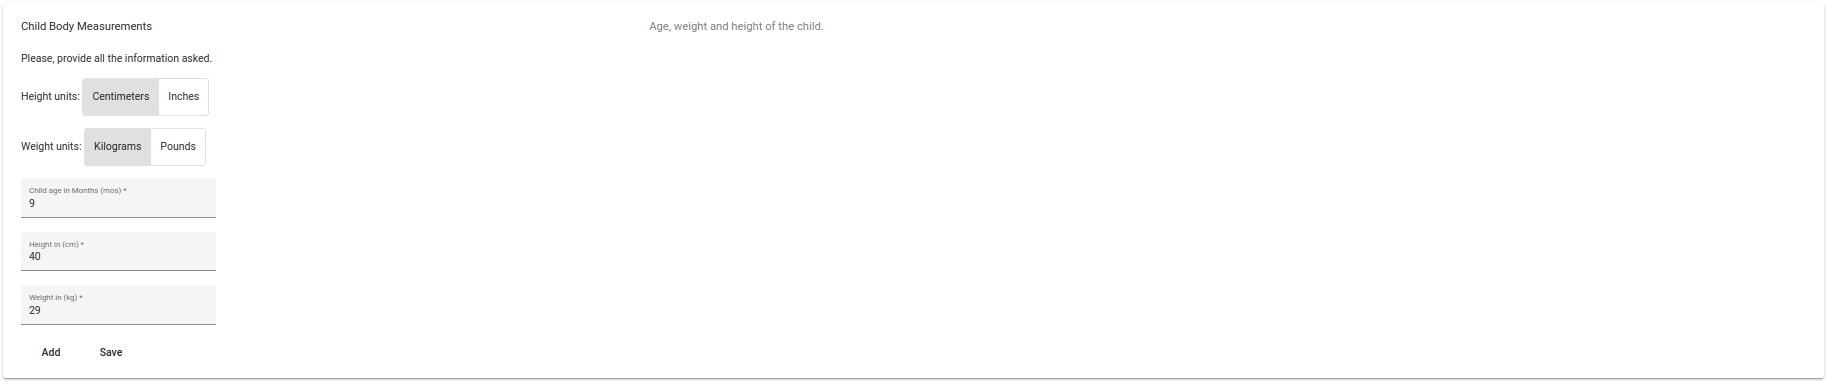 Child Body Measurements
Age, weight and height of the child.
Please, provide all the information asked.
Height units: Centimeters Inches
Weight units: Kilograms Pounds
Child age in Months (mos) *
9
Height in (cm) *
40
Weight in (kg) *
29
Add Save